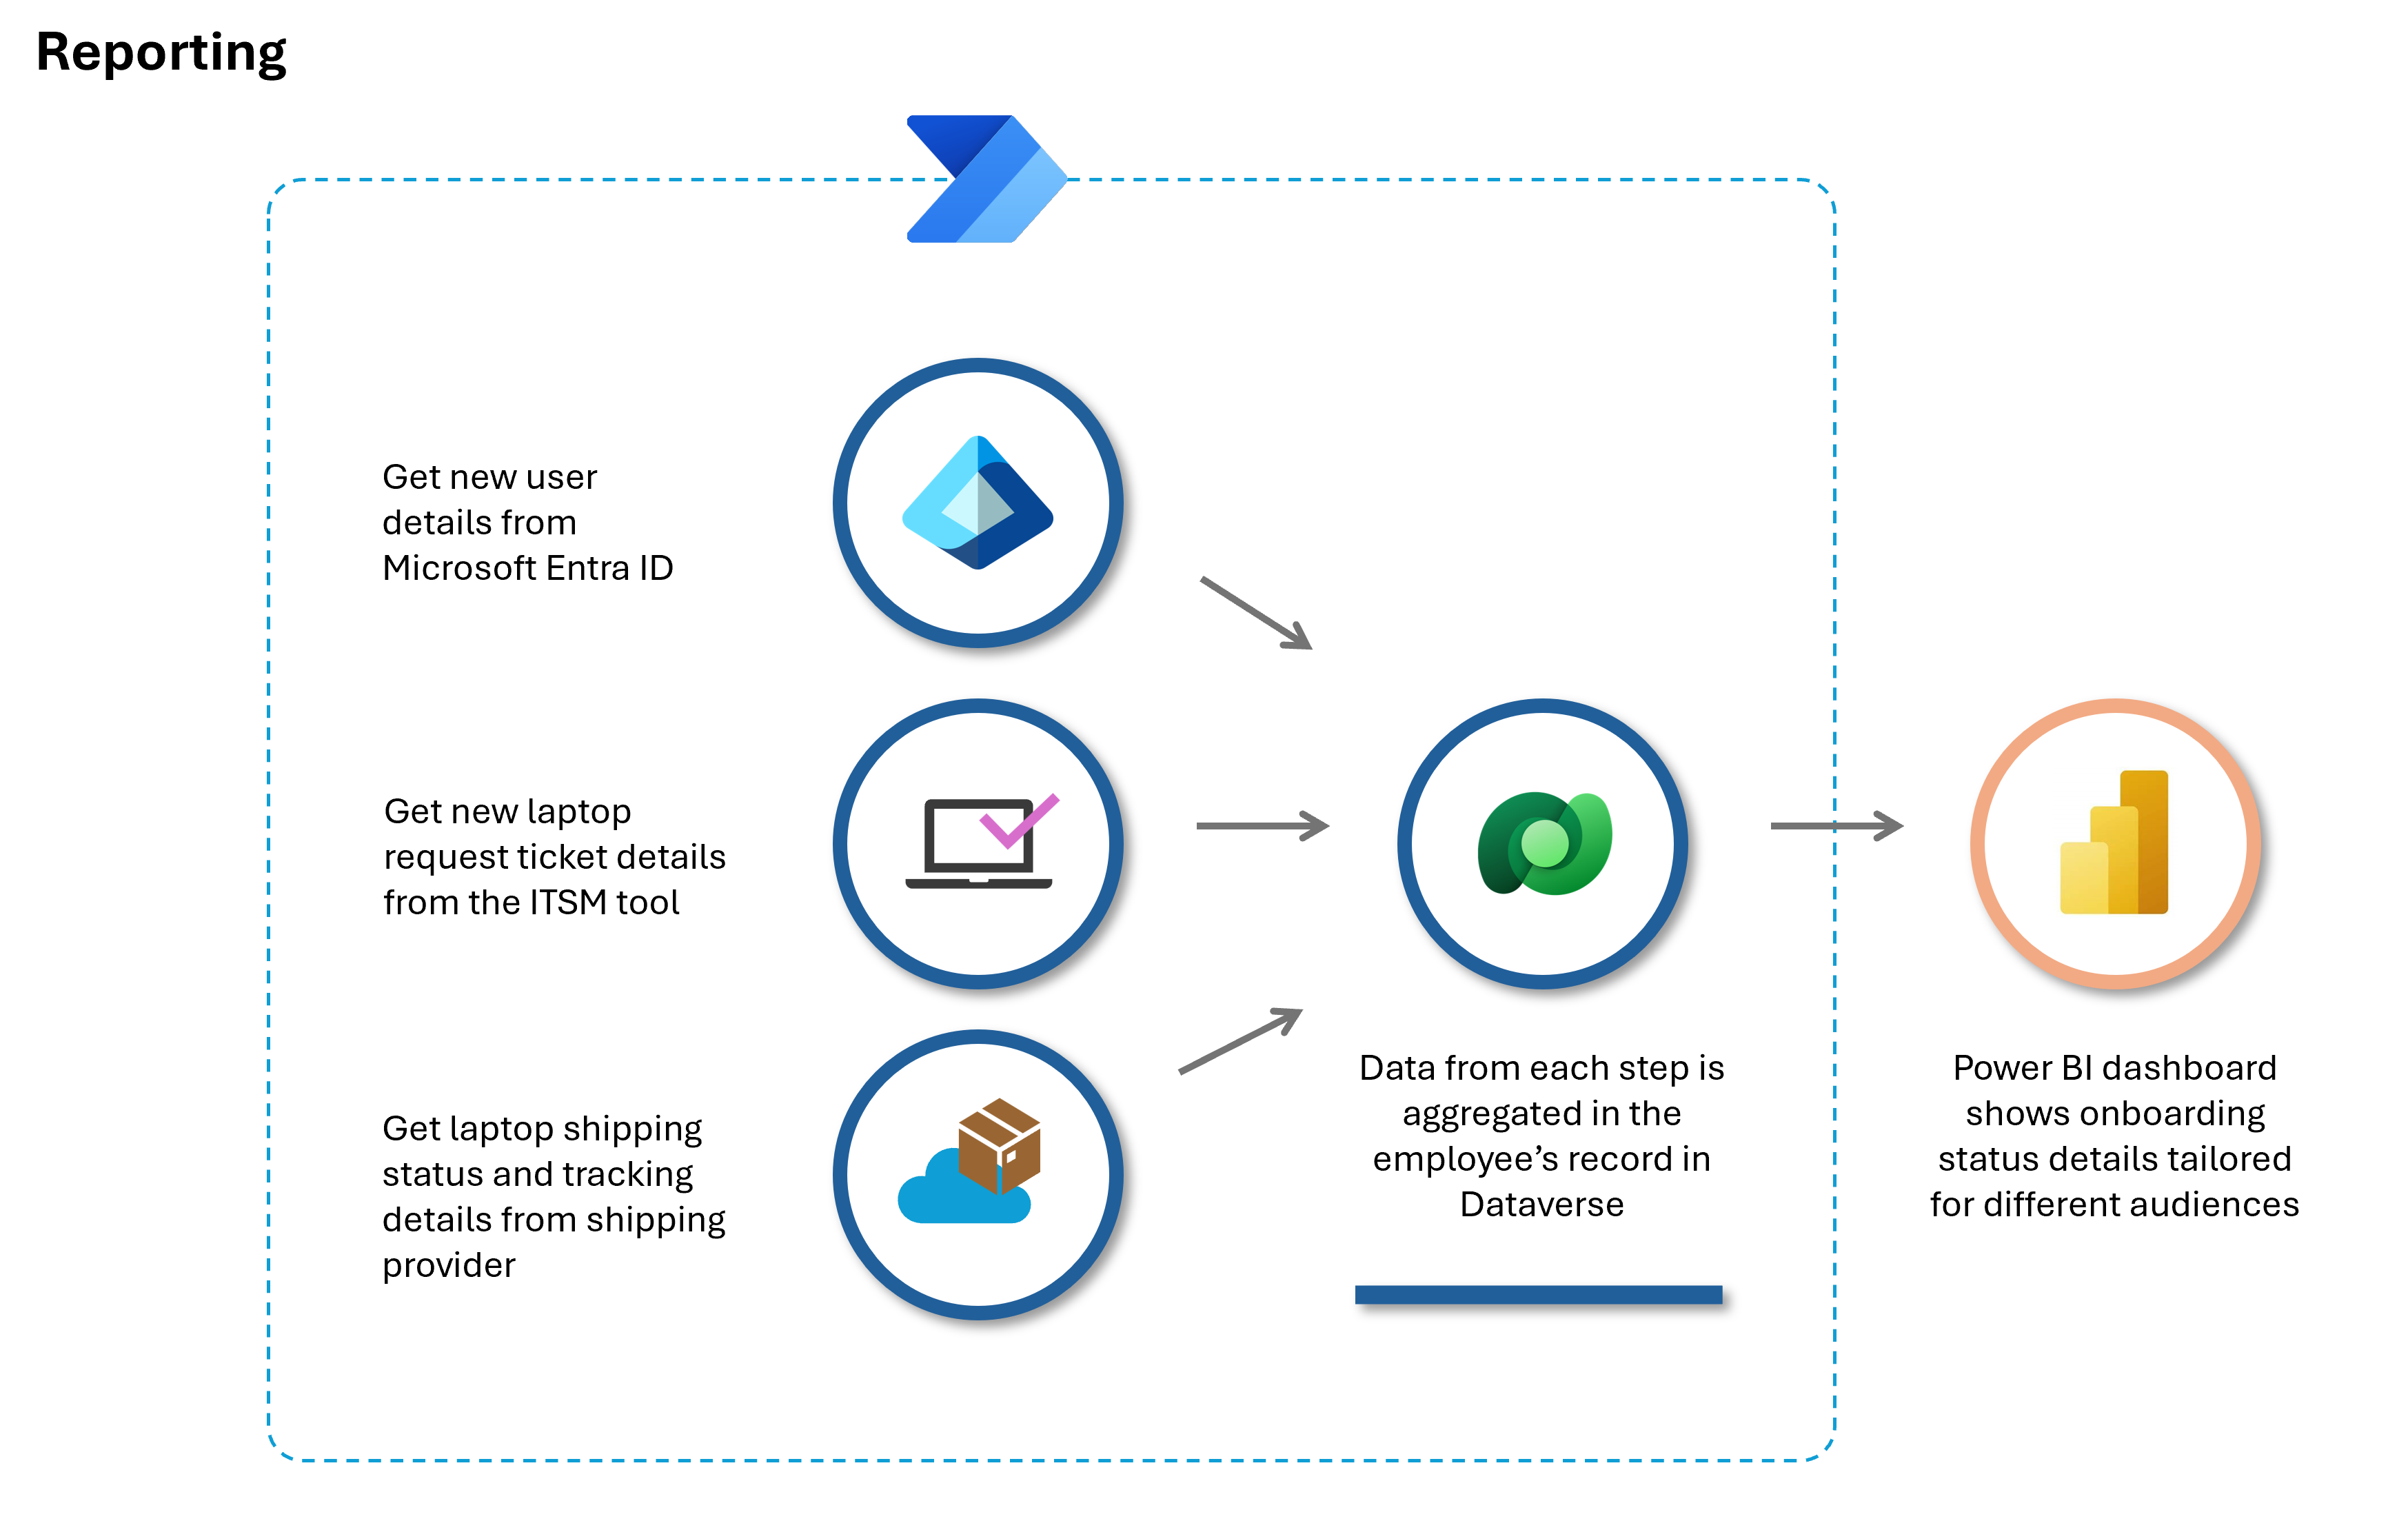 Reporting
Get new user
details from
Microsoft Entra ID
Get new laptop
request ticket details
from the ITSM tool
Get laptop shipping
status and tracking
details from shipping
provider
Data from each step is
aggregated in the
employee’s record in
Dataverse
Power BI dashboard
shows onboarding
status details tailored
for different audiences